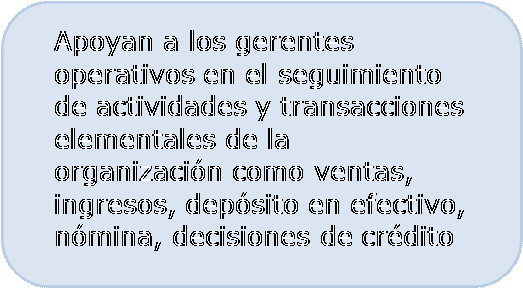 Apoyan a los gerentes
operativos en el seguimiento
de actividades y transacciones
elementales de la
organización como ventas,
ingresos, depósito en efectivo,
nómina, decisiones de crédito